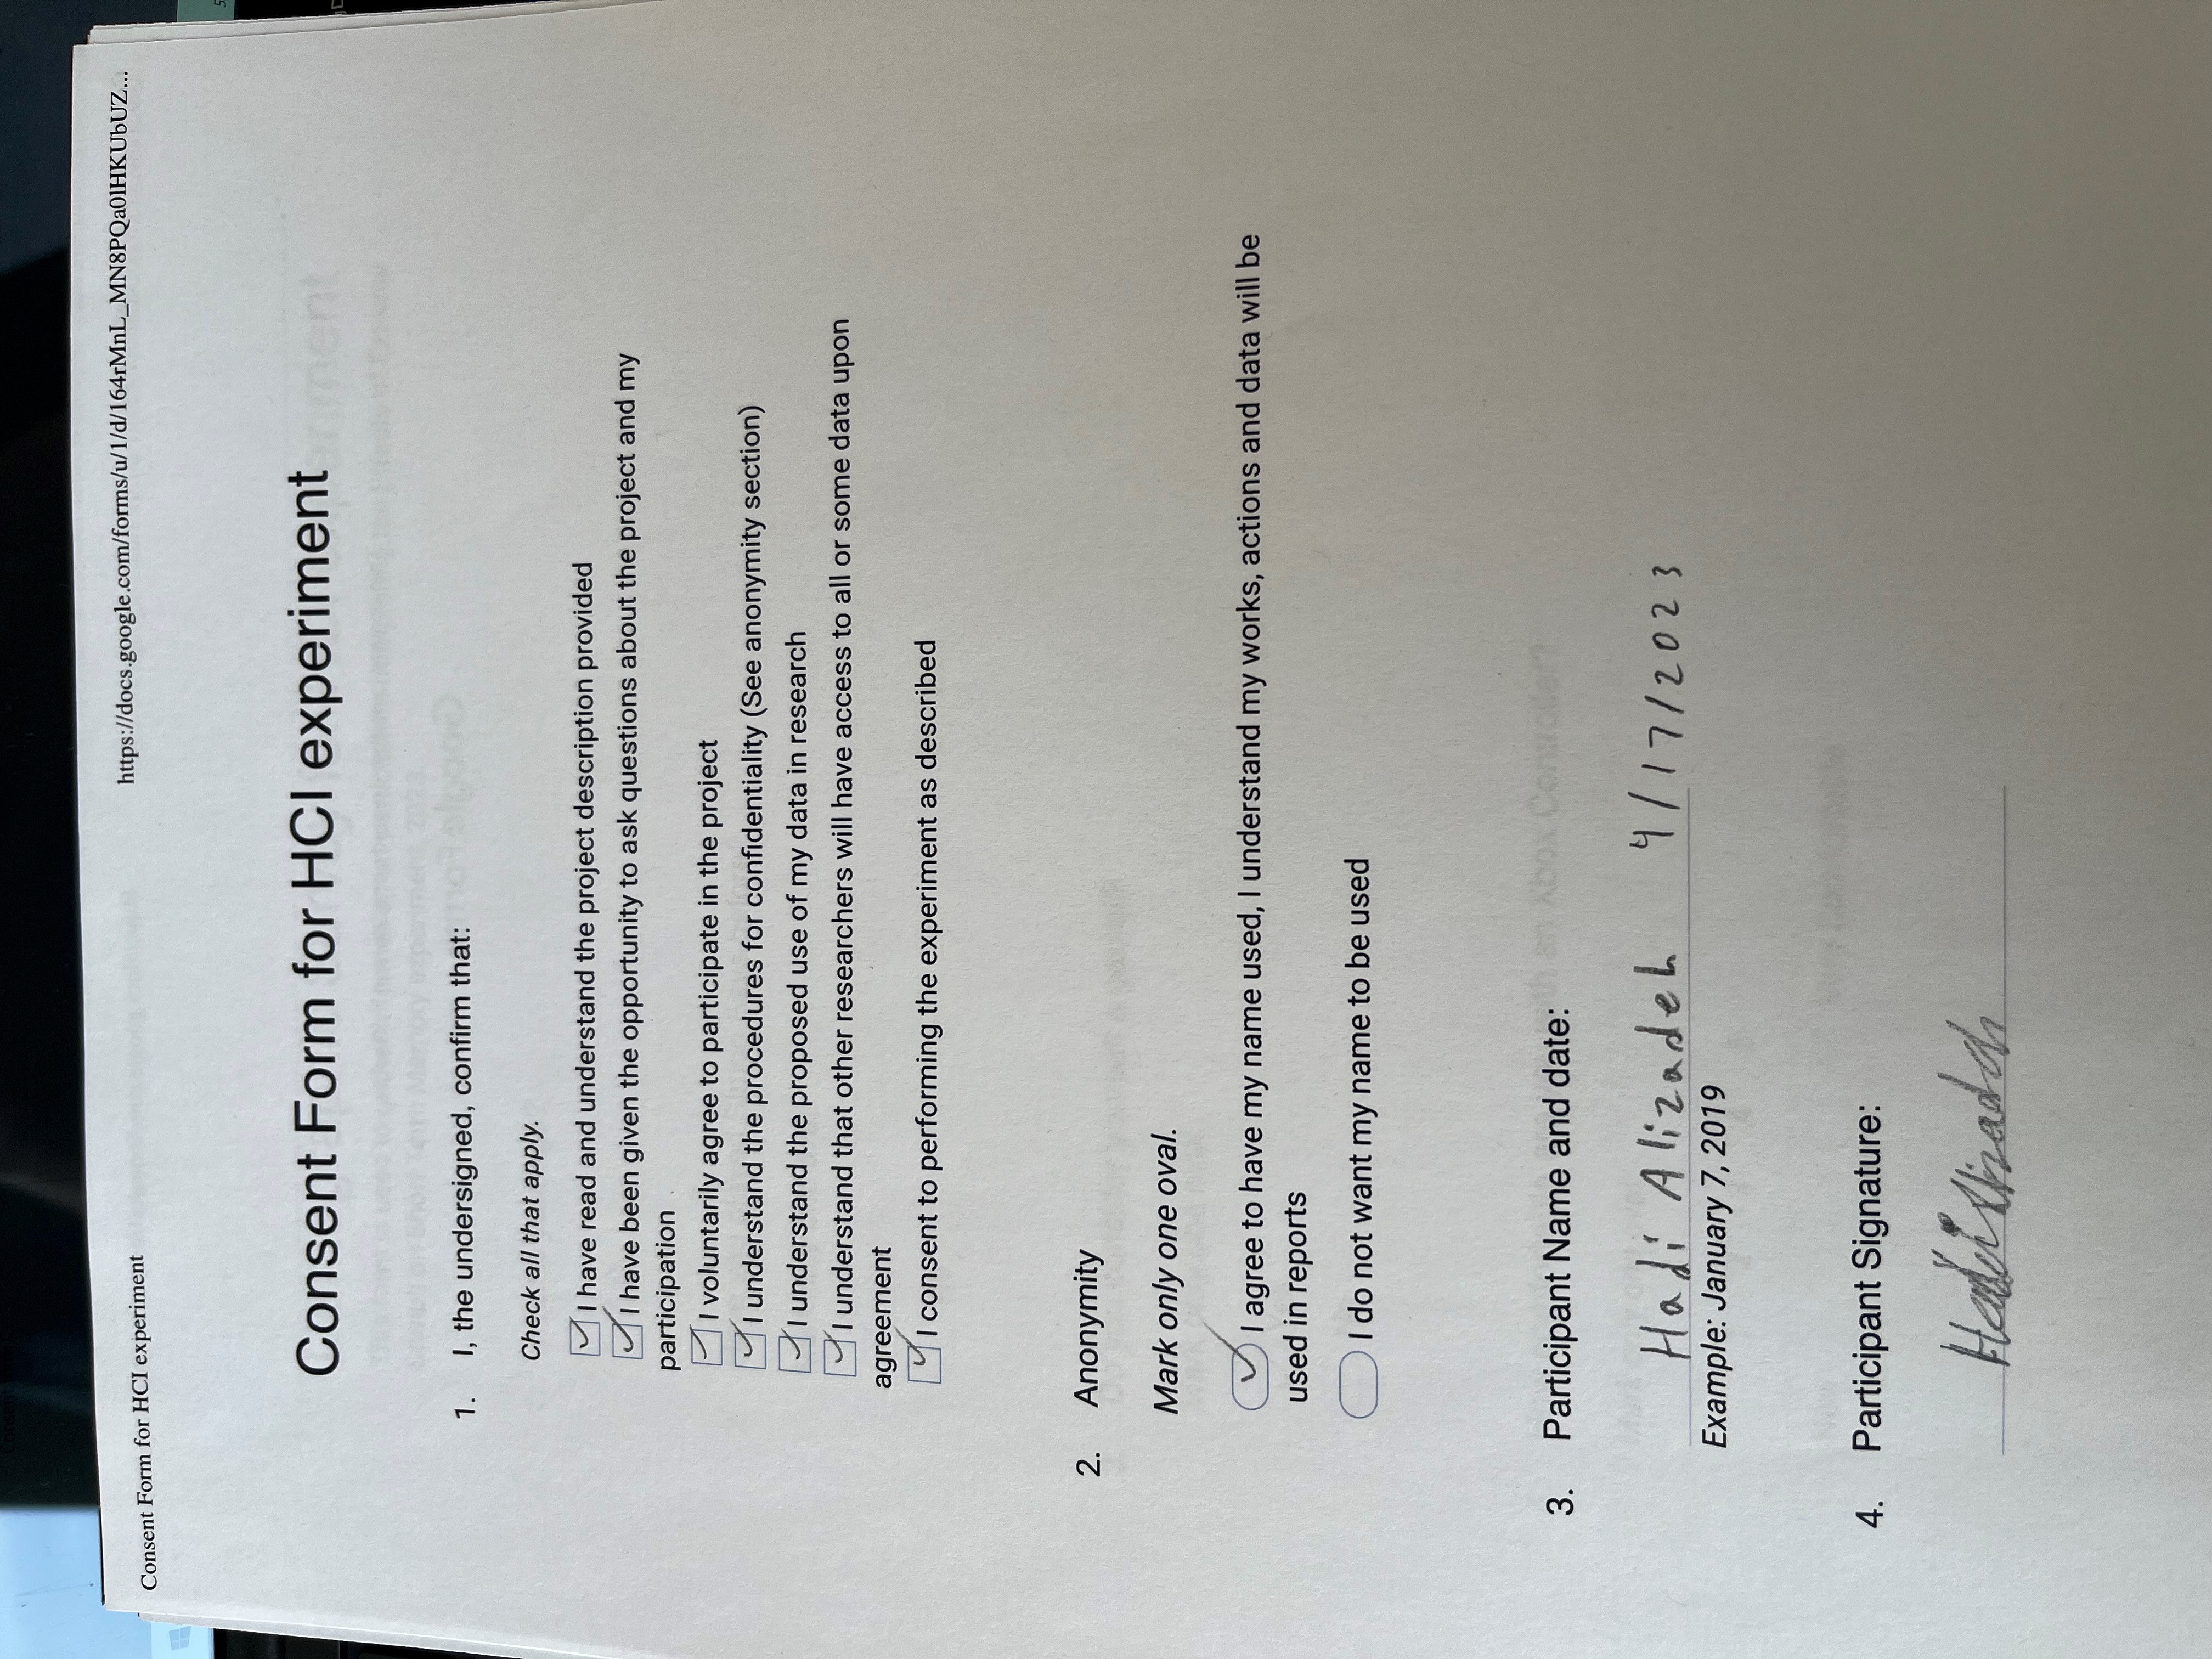 Consent Form for HCI experiment
https://docs.google.com/forms/u/1/d/164rMnL_MN8PQa0lHKUbUZ...
Consent Form for HCI experiment
1. I, the undersigned, confirm that:
Check all that apply.
I have read and understand the project description provided
I have been given the opportunity to ask questions about the project and my
participation
I voluntarily agree to participate in the project
I understand the procedures for confidentiality (See anonymity section)
I understand the proposed use of my data in research
I understand that other researchers will have access to all or some data upon
agreement
I consent to performing the experiment as described
2. Anonymity
Mark only one oval.
I agree to have my name used, I understand my works, actions and data will be
used in reports
I do not want my name to be used
3. Participant Name and date:
Hadi Alizadeh 4/17/2023
Example: January 7, 2019
4. Participant Signature:
Hadi Alizadeh